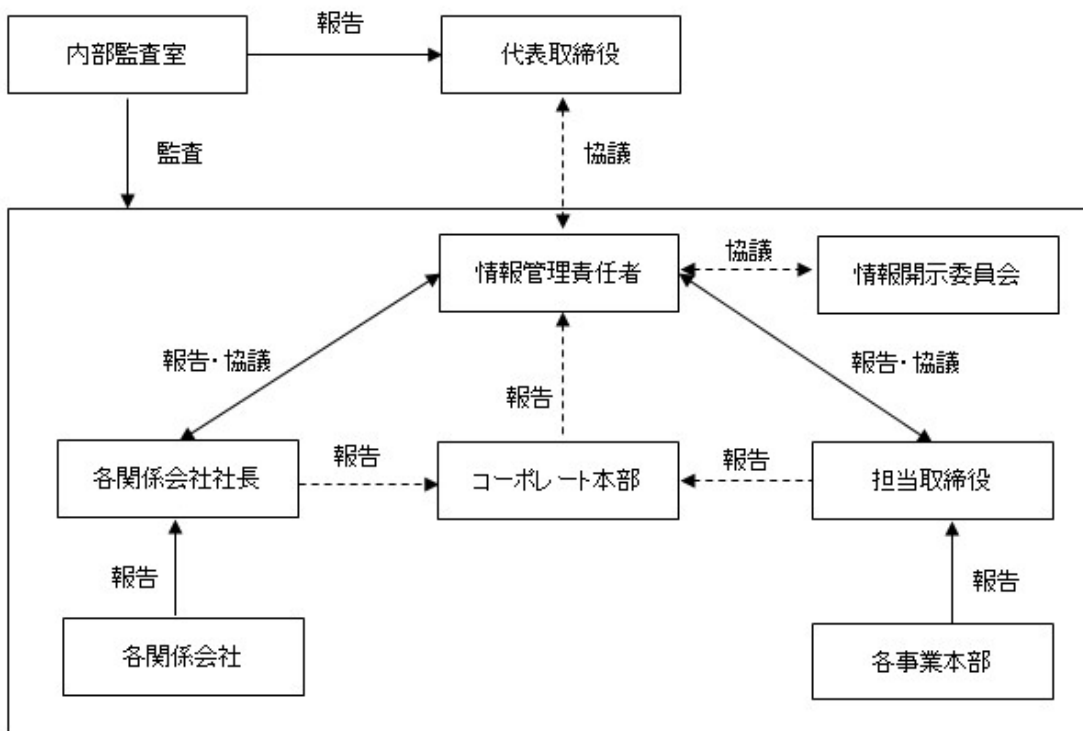 報告
内部監査室
代表取締役
監査
協議
情報管理責任者
協議
情報開示委員会
報告・協議
報告・協議
報告
各関係会社社長
報告
コーポレート本部
報告
担当取締役
報告
報告
各関係会社
各事業本部